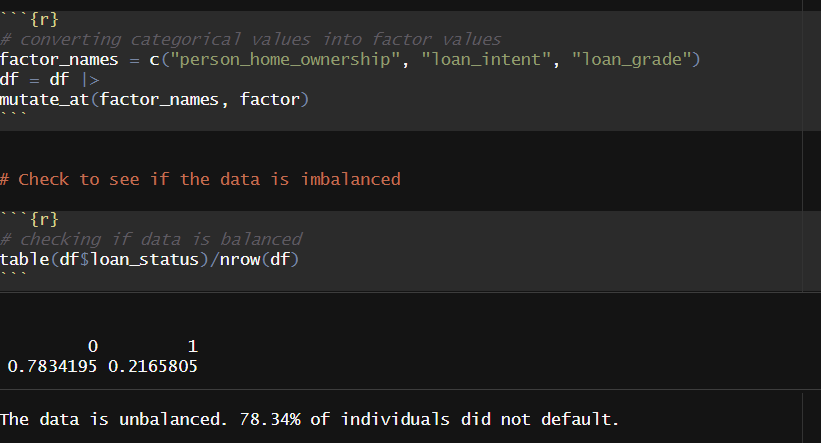 ```{r}
# converting categorical values into factor values
factor_names = c("person_home_ownership", "loan_intent", "loan_grade")
df = df |>
mutate_at(factor_names, factor)
```
# Check to see if the data is imbalanced
```{r}
# checking if data is balanced
table(df$loan_status)/nrow(df)
```
0 1
0.7834195 0.2165805
The data is unbalanced. 78.34% of individuals did not default.